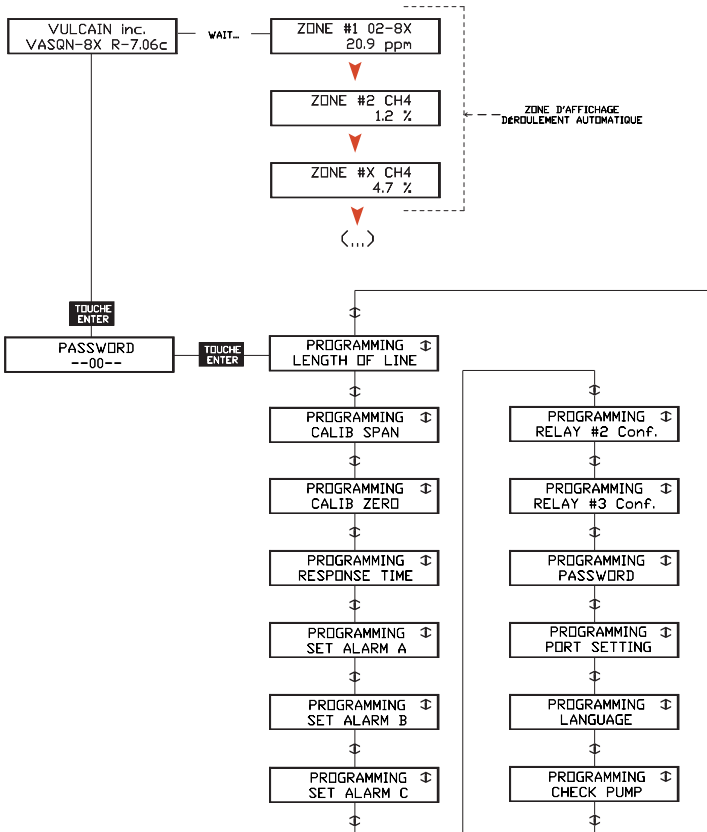 VULCAIN inc.
VASQN-8X R-7.06c
WAIT...
ZONE #1 02-8X
20.9 ppm
ZONE #2 CH4
1.2 %
ZONE #X CH4
4.7 %
(...)
ZONE D'AFFICHAGE
DÉROULEMENT AUTOMATIQUE
TOUCHE
ENTER
PASSWORD
--00--
TOUCHE
ENTER
PROGRAMMING
LENGTH OF LINE
PROGRAMMING
CALIB SPAN
PROGRAMMING
CALIB ZERO
PROGRAMMING
RESPONSE TIME
PROGRAMMING
SET ALARM A
PROGRAMMING
SET ALARM B
PROGRAMMING
SET ALARM C
PROGRAMMING
RELAY #2 Conf.
PROGRAMMING
RELAY #3 Conf.
PROGRAMMING
PASSWORD
PROGRAMMING
PORT SETTING
PROGRAMMING
LANGUAGE
PROGRAMMING
CHECK PUMP